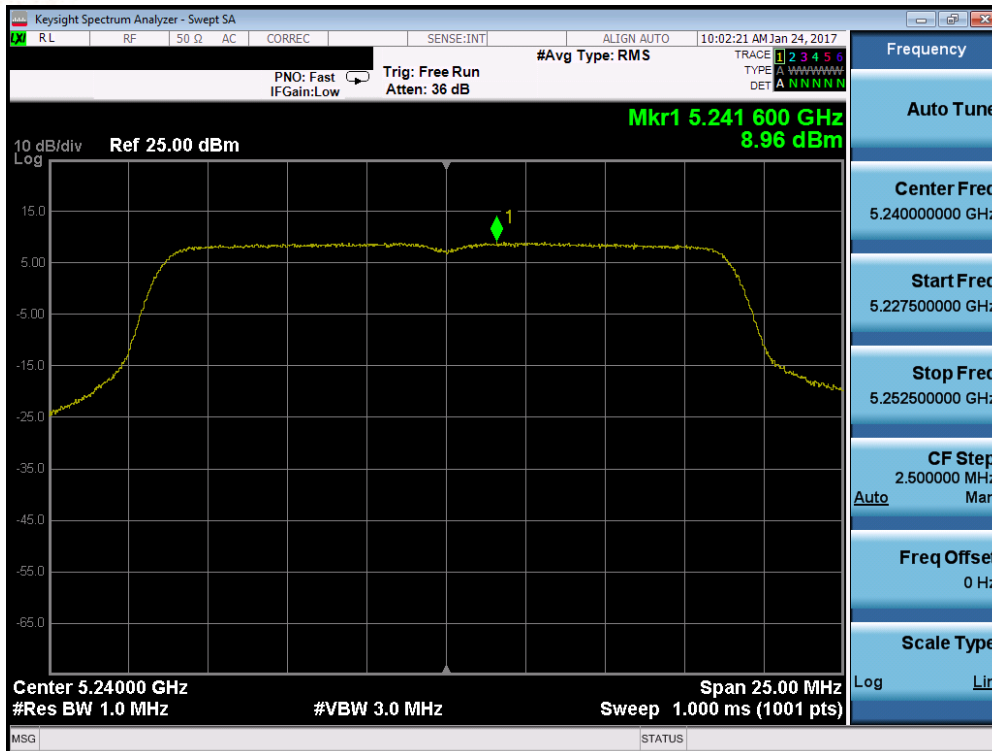 Keysight Spectrum Analyzer - Swept SA
LXI RL RF 50 Ω AC CORREC SENSE:INT ALIGN AUTO 10:02:21 AM Jan 24, 2017
#Avg Type: RMS
TRACE 1 2 3 4 5 6
PNO: Fast Trig: Free Run
TYPE A WWWWW
IFGain:Low Atten: 36 dB
DET A N N N N N
Mkr1 5.241 600 GHz
8.96 dBm
10 dB/div Ref 25.00 dBm
Log
1
15.0
5.00
-5.00
-15.0
-25.0
-35.0
-45.0
-55.0
-65.0
Center 5.24000 GHz Span 25.00 MHz
#Res BW 1.0 MHz #VBW 3.0 MHz Sweep 1.000 ms (1001 pts)
MSG STATUS
Frequency
Auto Tune
Center Freq
5.240000000 GHz
Start Freq
5.227500000 GHz
Stop Freq
5.252500000 GHz
CF Step
2.500000 MHz
Auto Man
Freq Offset
0 Hz
Scale Type
Log Lin